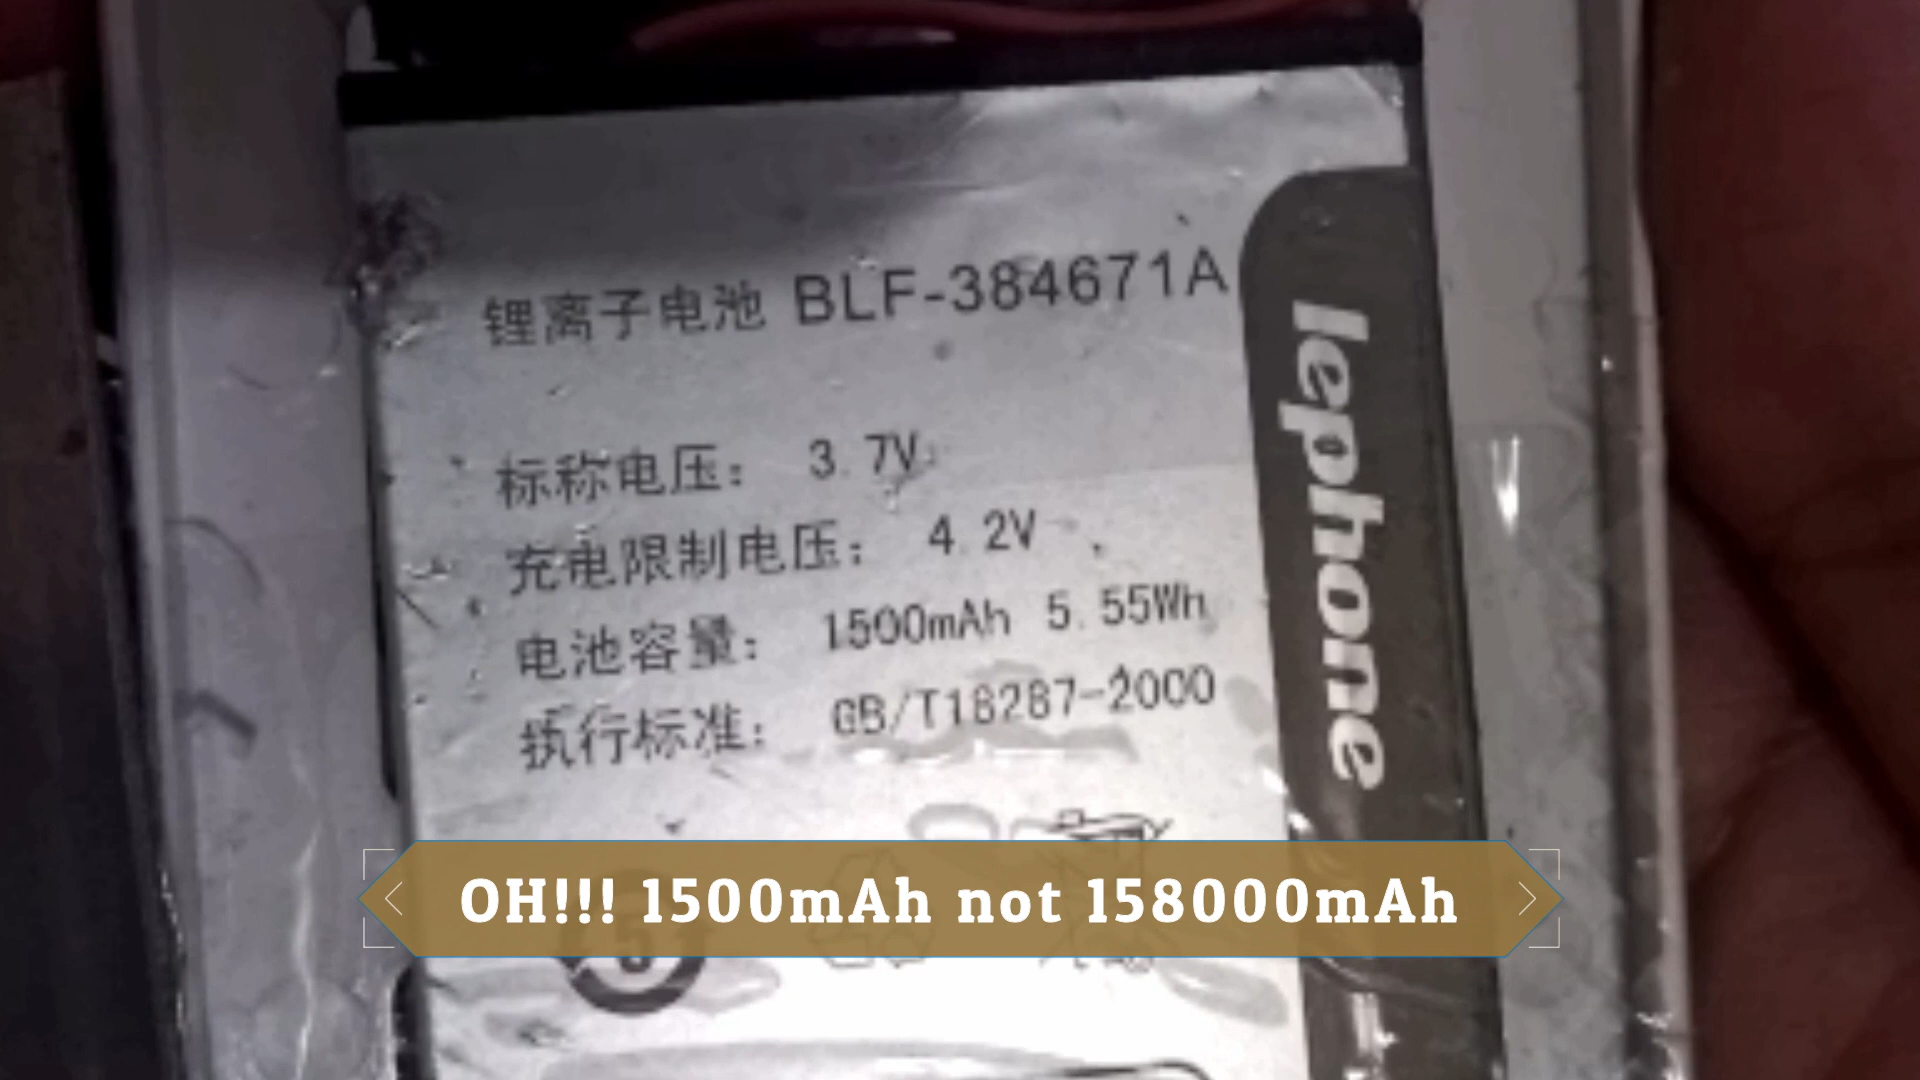 锂离子电池 BLF-384671A
lephone
标称电压： 3.7V
充电限制电压： 4.2V
电池容量： 1500mAh 5.55Wh
执行标准： GB/T18287-2000
5
OH!!! 1500mAh not 158000mAh